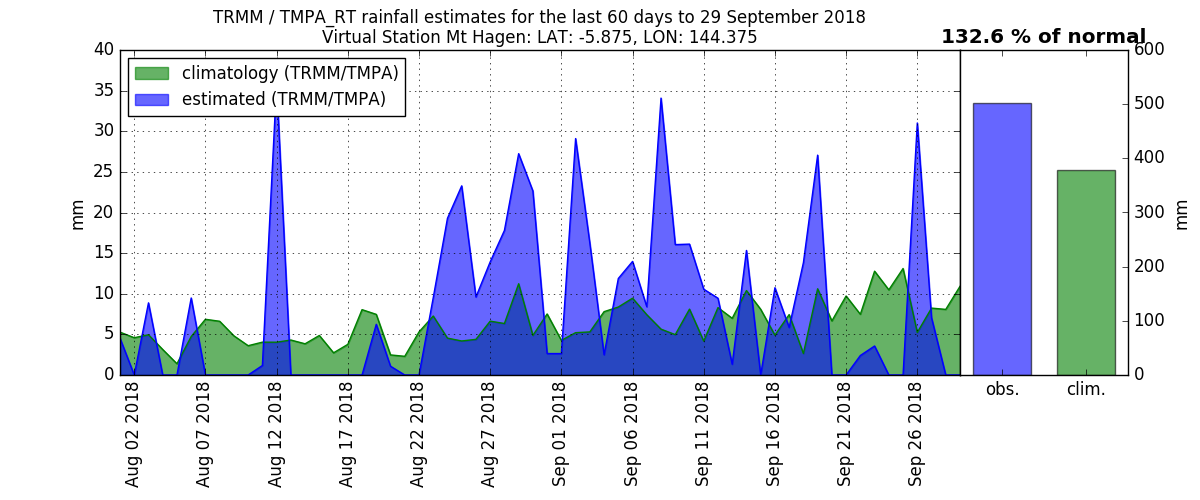 TRMM / TMPA_RT rainfall estimates for the last 60 days to 29 September 2018
Virtual Station Mt Hagen: LAT: -5.875, LON: 144.375
132.6 % of normal
climatology (TRMM/TMPA)
estimated (TRMM/TMPA)
mm
40
35
30
25
20
15
10
5
0
Aug 02 2018
Aug 07 2018
Aug 12 2018
Aug 17 2018
Aug 22 2018
Aug 27 2018
Sep 01 2018
Sep 06 2018
Sep 11 2018
Sep 16 2018
Sep 21 2018
Sep 26 2018
obs.
clim.
600
500
400
300
200
100
0
mm